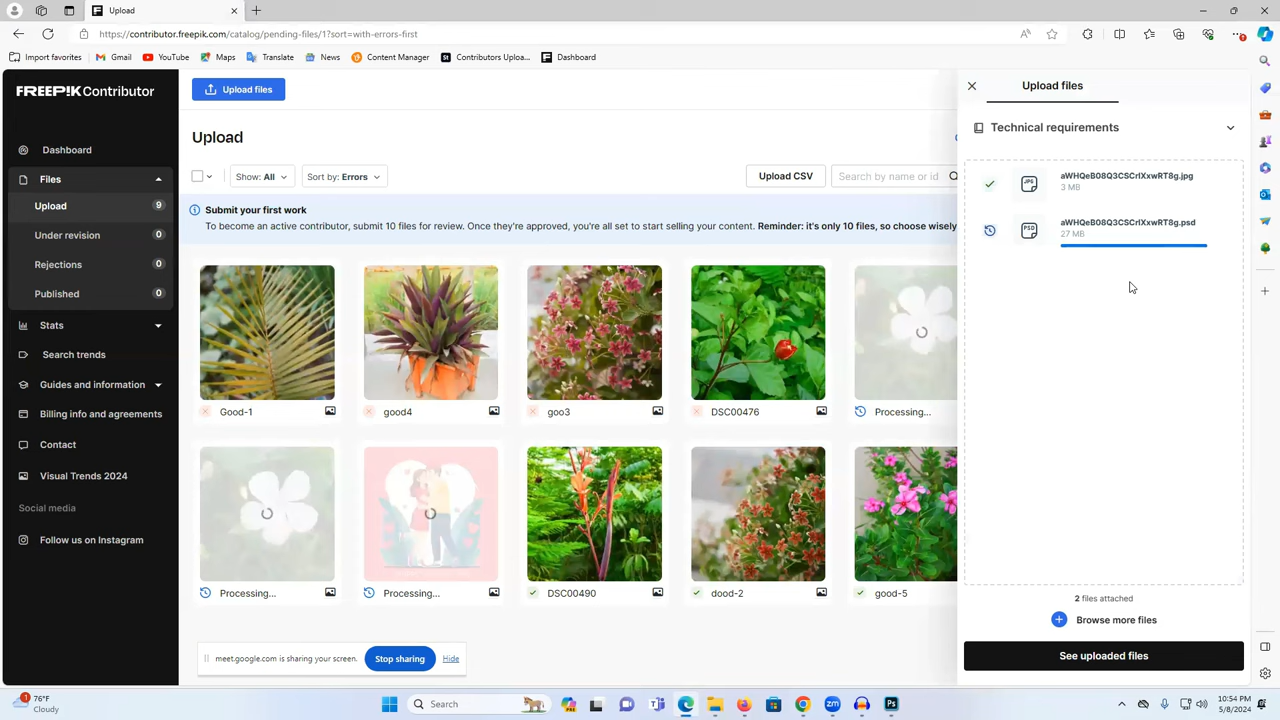 Upload
https://contributor.freepik.com/catalog/pending-files/1?sort=with-errors-first
Import favorites
Gmail
YouTube
Maps
Translate
News
Content Manager
Contributors Uploa...
Dashboard
FREEPIK Contributor
Dashboard
Files
Upload 9
Under revision 0
Rejections 0
Published 0
Stats
Search trends
Guides and information
Billing info and agreements
Contact
Visual Trends 2024
Social media
Follow us on Instagram
Upload files
Upload
Show: All
Sort by: Errors
Upload CSV
Search by name or id
Submit your first work
To become an active contributor, submit 10 files for review. Once they're approved, you're all set to start selling your content. Reminder: it's only 10 files, so choose wisely
Good-1
good4
goo3
DSC00476
Processing...
Processing...
Processing...
DSC00490
dood-2
good-5
meet.google.com is sharing your screen.
Stop sharing
Hide
Upload files
Technical requirements
JPG
aWHQeB08Q3CSCrIXxwRT8g.jpg
3 MB
PSD
aWHQeB08Q3CSCrIXxwRT8g.psd
27 MB
2 files attached
Browse more files
See uploaded files
1
76°F
Cloudy
Search
zm
Ps
10:54 PM
5/8/2024